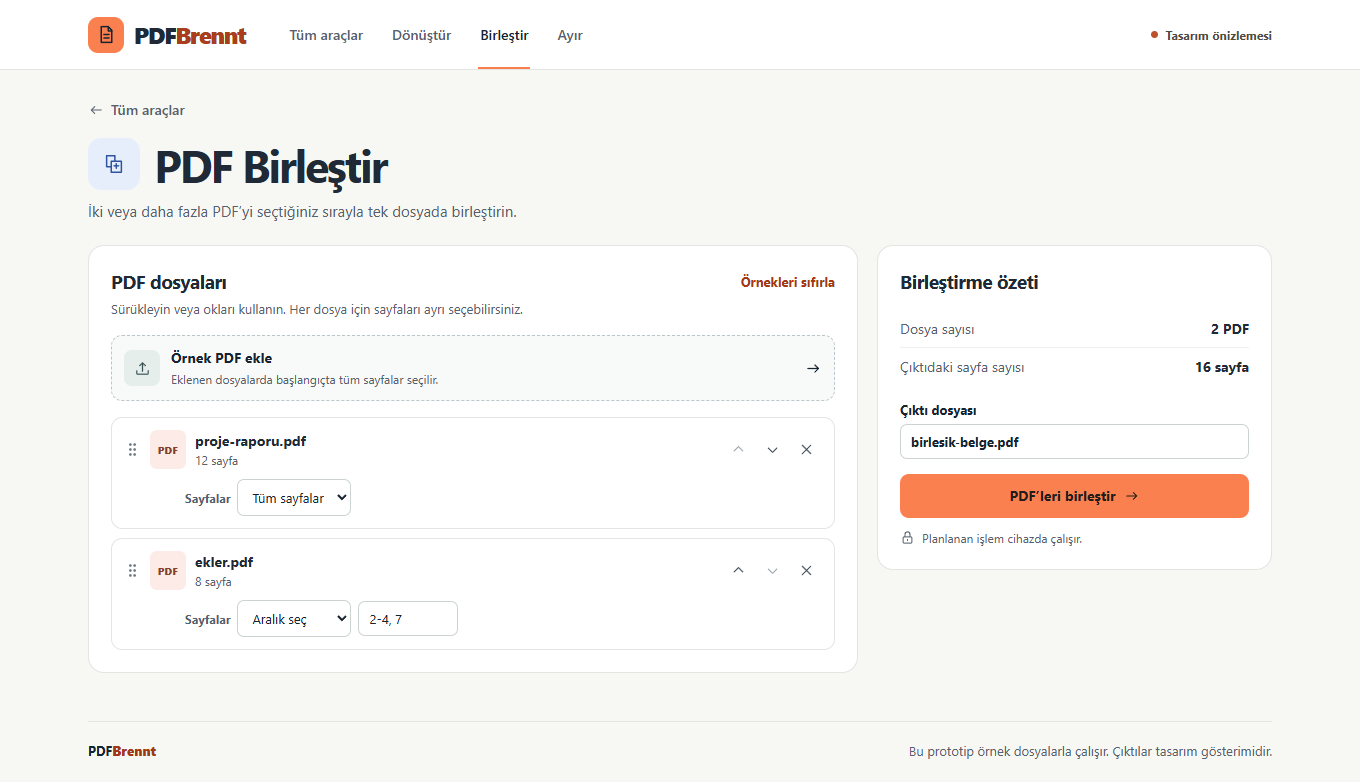 PDFBrennt
Tüm araçlar Dönüştür Birleştir Ayır
Tasarım önizlemesi
← Tüm araçlar
PDF Birleştir
İki veya daha fazla PDF’yi seçtiğiniz sırayla tek dosyada birleştirin.
PDF dosyaları
Örnekleri sıfırla
Sürükleyin veya okları kullanın. Her dosya için sayfaları ayrı seçebilirsiniz.
Örnek PDF ekle
Eklenen dosyalarda başlangıçta tüm sayfalar seçilir.
→
PDF
proje-raporu.pdf
12 sayfa
Sayfalar Tüm sayfalar
PDF
ekler.pdf
8 sayfa
Sayfalar Aralık seç 2-4, 7
Birleştirme özeti
Dosya sayısı 2 PDF
Çıktıdaki sayfa sayısı 16 sayfa
Çıktı dosyası
birlesik-belge.pdf
PDF’leri birleştir →
Planlanan işlem cihazda çalışır.
PDFBrennt
Bu prototip örnek dosyalarla çalışır. Çıktılar tasarım gösterimidir.